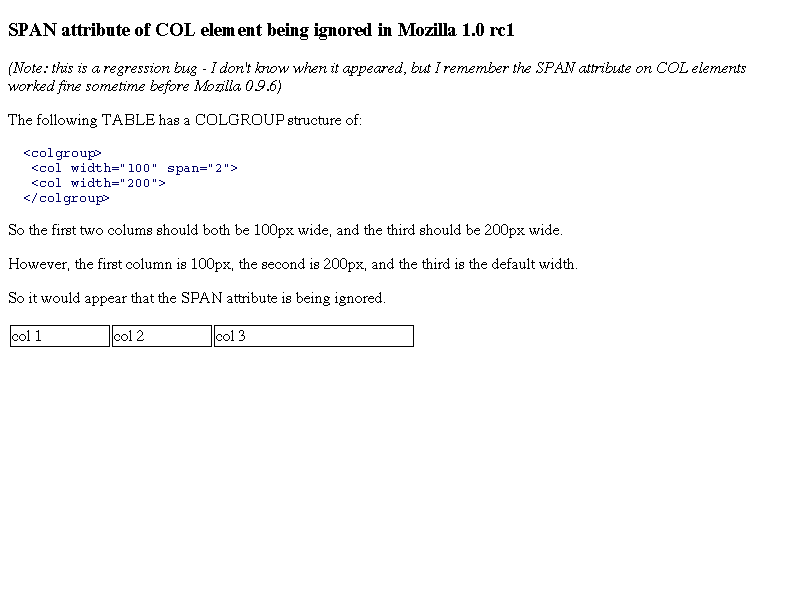 SPAN attribute of COL element being ignored in Mozilla 1.0 rc1
(Note: this is a regression bug - I don't know when it appeared, but I remember the SPAN attribute on COL elements
worked fine sometime before Mozilla 0.9.6)
The following TABLE has a COLGROUP structure of:
<colgroup>
<col width="100" span="2">
<col width="200">
</colgroup>
So the first two colums should both be 100px wide, and the third should be 200px wide.
However, the first column is 100px, the second is 200px, and the third is the default width.
So it would appear that the SPAN attribute is being ignored.
col 1 col 2 col 3